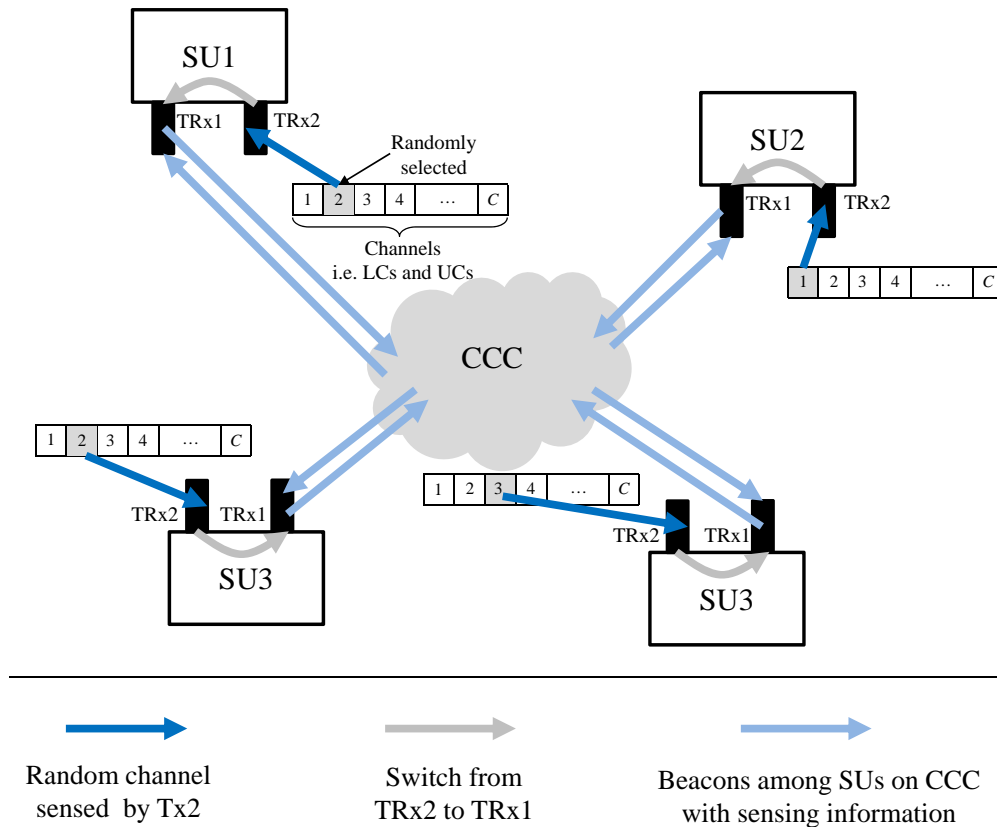 SU1
TRx1
TRx2
Randomly
selected
1 2 3 4 … C
Channels
i.e. LCs and UCs
SU2
TRx1
TRx2
1 2 3 4 … C
CCC
1 2 3 4 … C
TRx2
TRx1
SU3
1 2 3 4 … C
TRx2
TRx1
SU3
Random channel
sensed by Tx2
Switch from
TRx2 to TRx1
Beacons among SUs on CCC
with sensing information